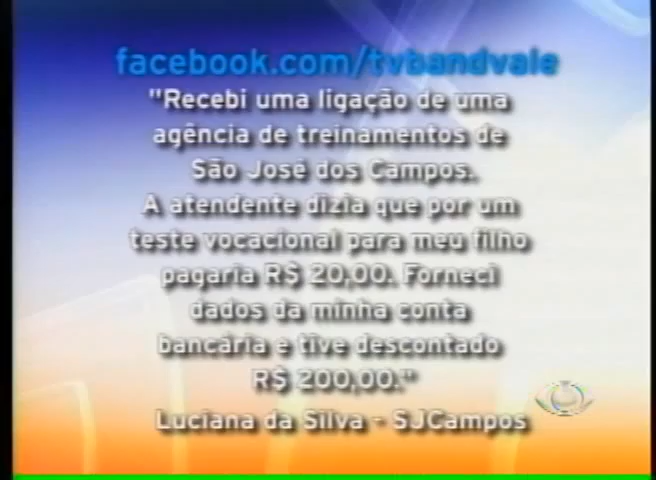 facebook.com/tvbandvale
"Recebi uma ligação de uma
agência de treinamentos de
São José dos Campos.
A atendente dizia que por um
teste vocacional para meu filho
pagaria R$ 20,00. Forneci
dados da minha conta
bancária e tive descontado
R$ 200,00."
Luciana da Silva - SJCampos